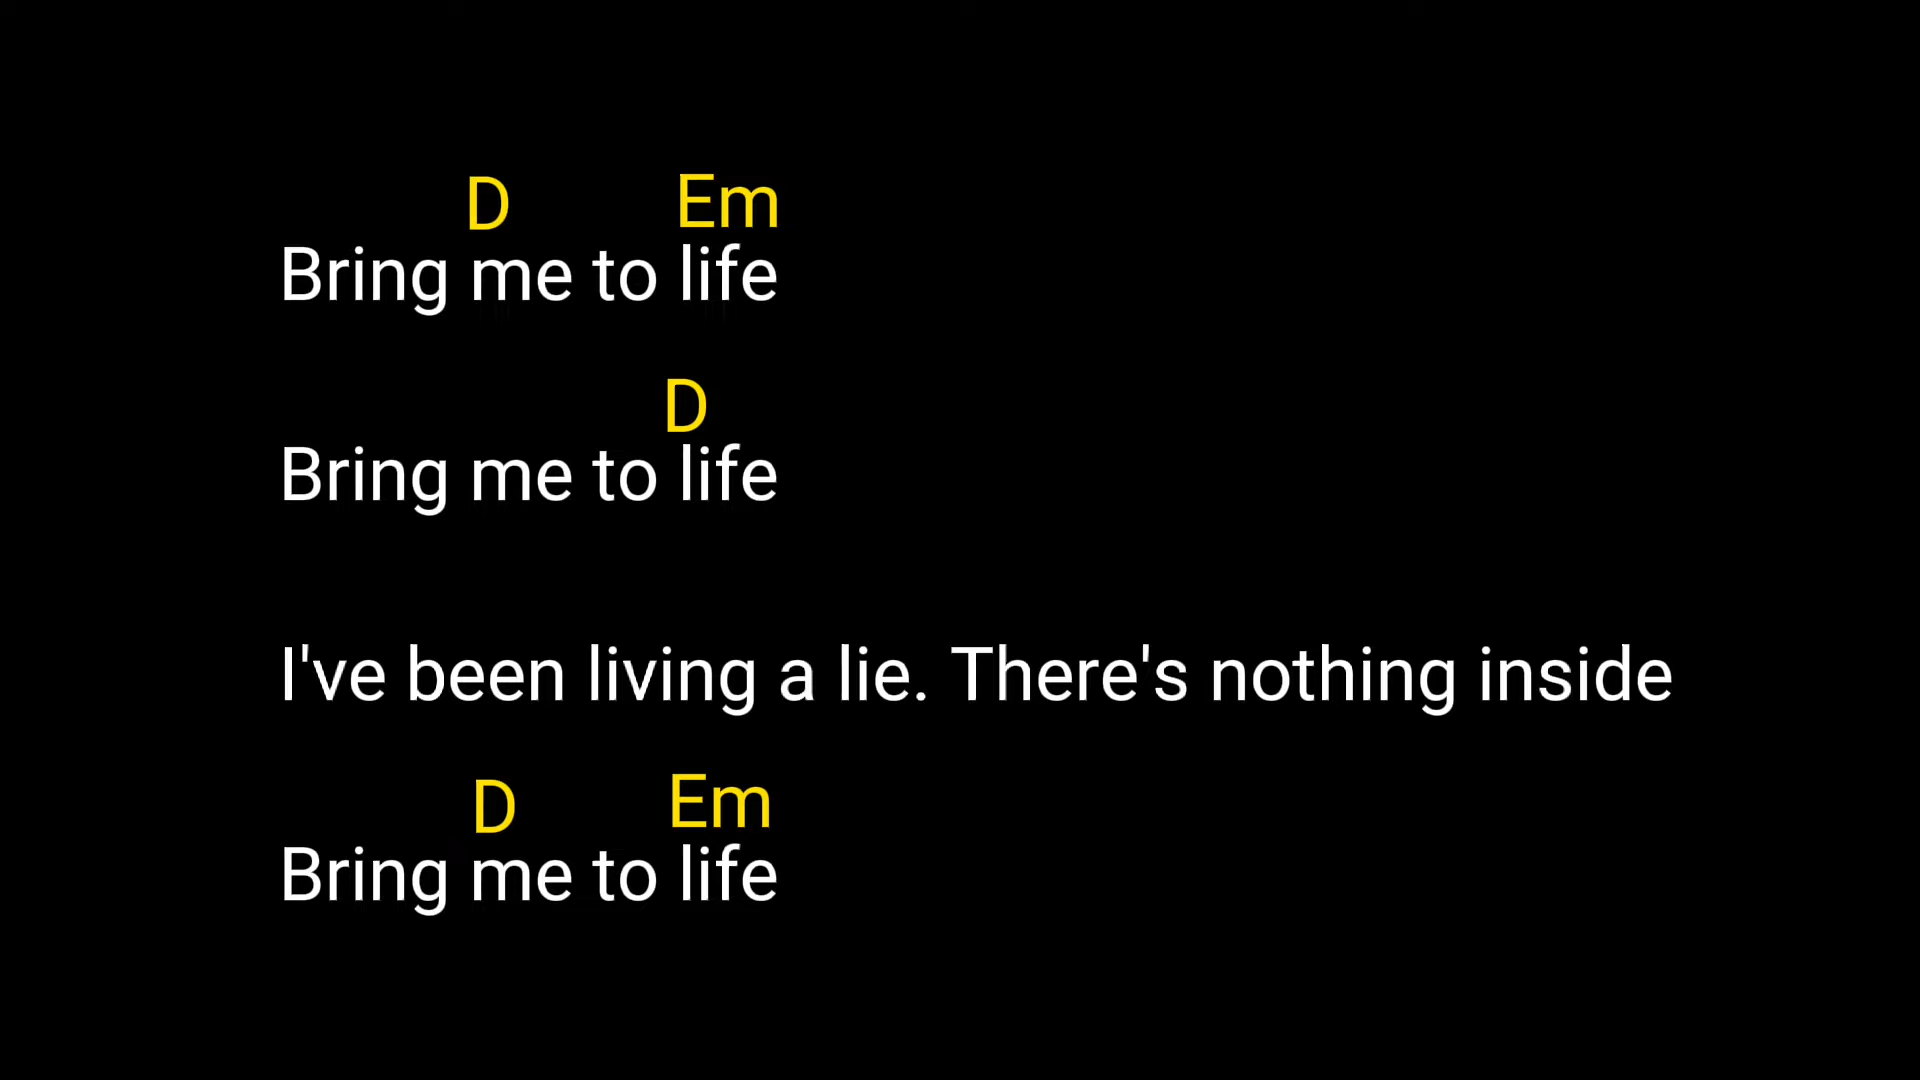 D Em
Bring me to life
D
Bring me to life
I've been living a lie. There's nothing inside
D Em
Bring me to life